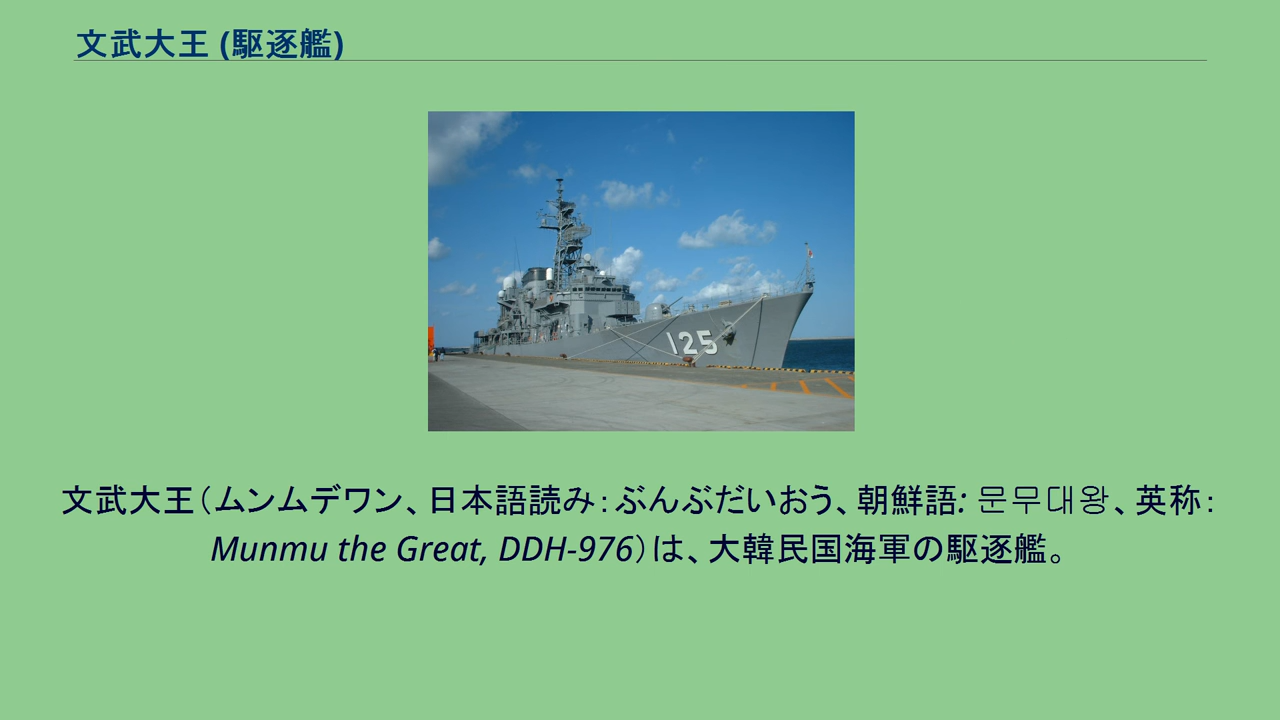 文武大王 (駆逐艦)
125
文武大王（ムンムデワン、日本語読み：ぶんぶだいおう、朝鮮語: 문무대왕、英称：
Munmu the Great, DDH-976）は、大韓民国海軍の駆逐艦。